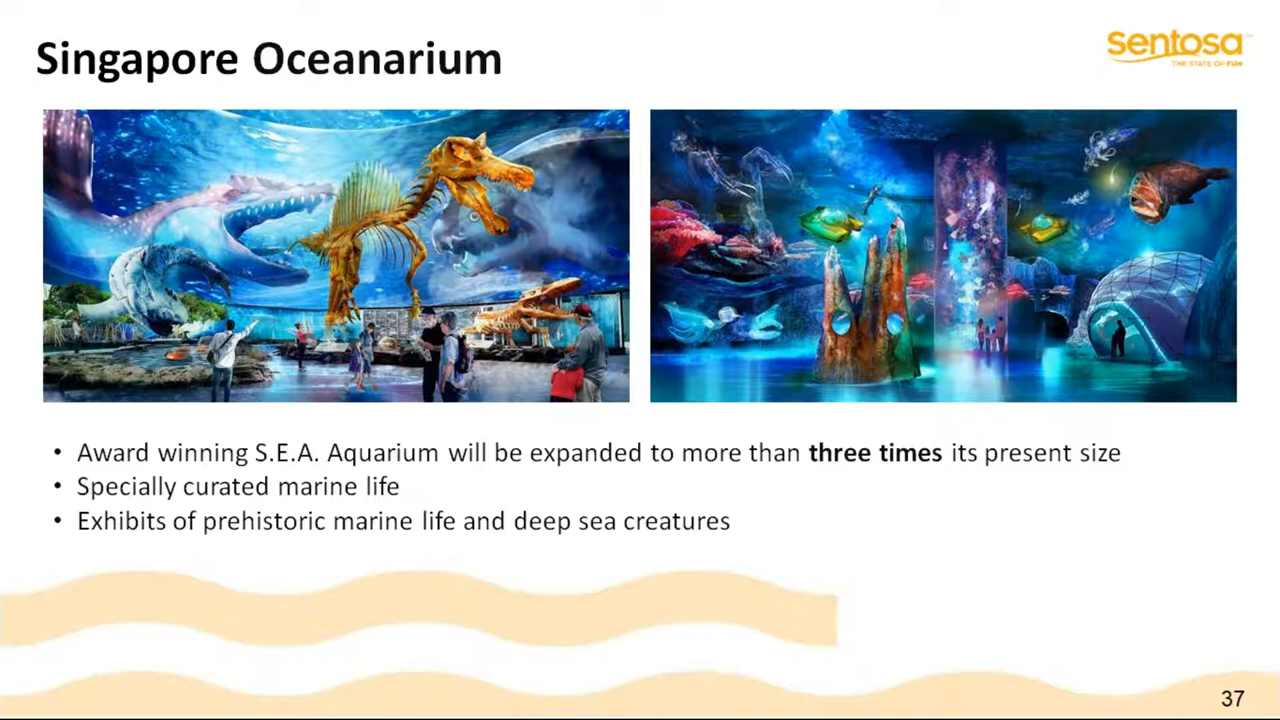 Singapore Oceanarium
sentosa
THE STATE OF FUN
• Award winning S.E.A. Aquarium will be expanded to more than three times its present size
• Specially curated marine life
• Exhibits of prehistoric marine life and deep sea creatures
37